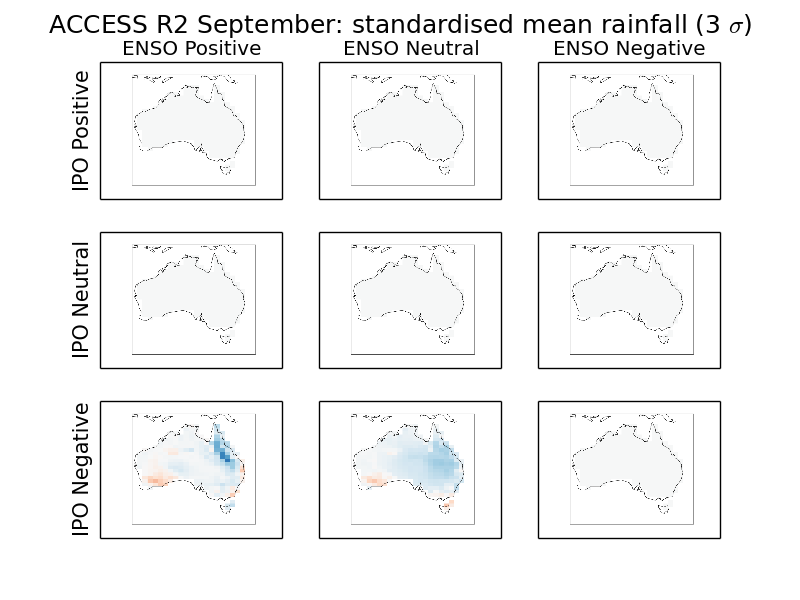 ACCESS R2 September: standardised mean rainfall (3 σ)
ENSO Positive ENSO Neutral ENSO Negative
IPO Positive
IPO Neutral
IPO Negative